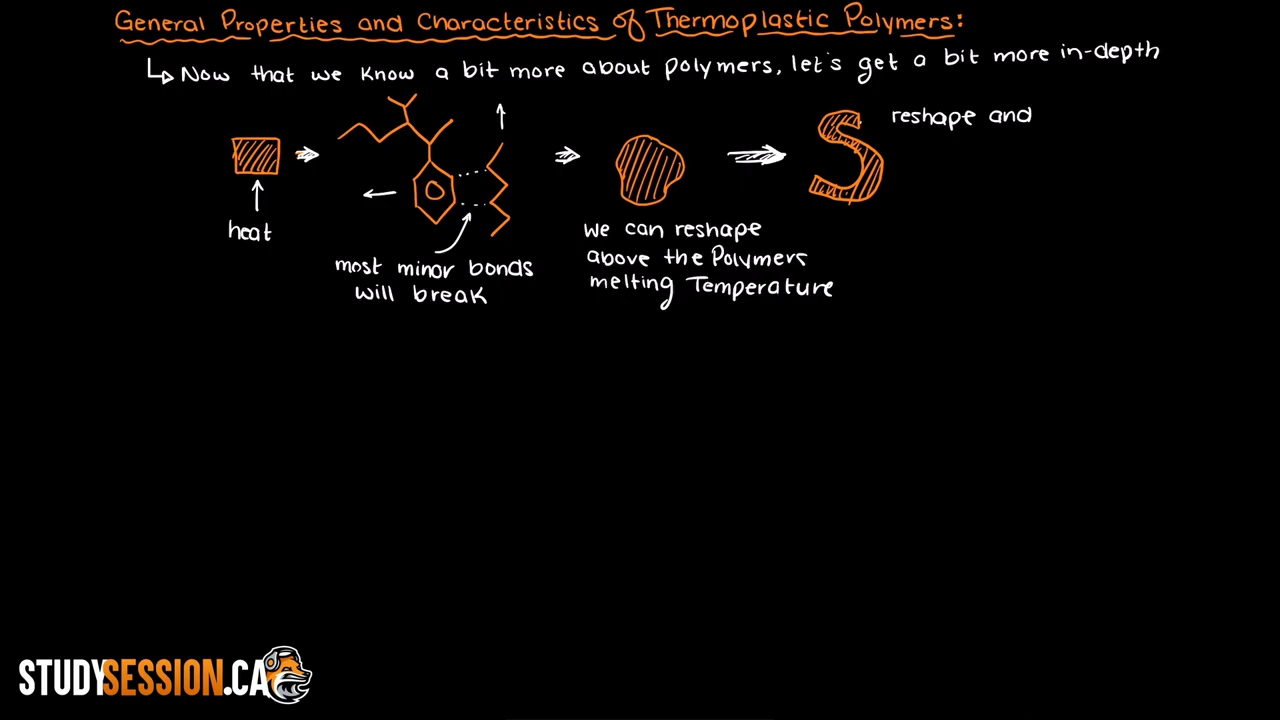 General Properties and Characteristics of Thermoplastic Polymers:
Now that we know a bit more about polymers, let's get a bit more in-depth
reshape and
heat
most minor bonds
will break
we can reshape
above the Polymers
melting Temperature
STUDYSESSION.CA